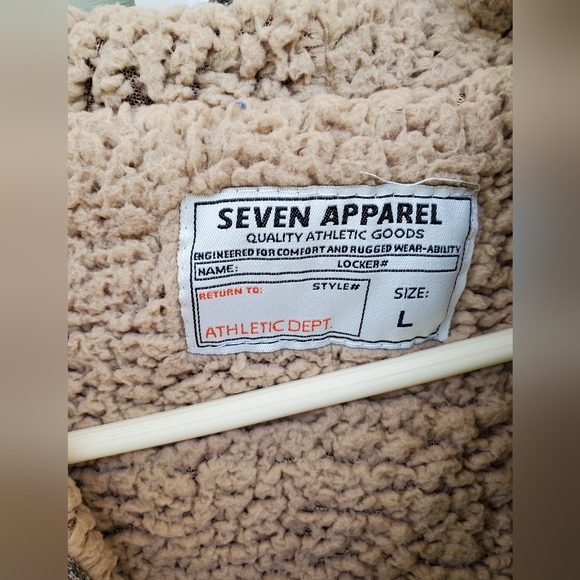 SEVEN APPAREL
QUALITY ATHLETIC GOODS
ENGINEERED FOR COMFORT AND RUGGED WEAR-ABILITY
NAME: LOCKER#
RETURN TO: STYLE#
SIZE:
ATHLETIC DEPT.
L